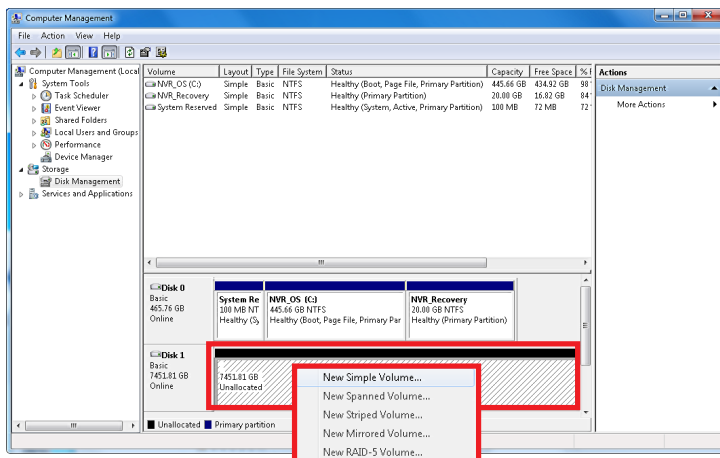 Computer Management
File Action View Help
Computer Management (Local
System Tools
Task Scheduler
Event Viewer
Shared Folders
Local Users and Groups
Performance
Device Manager
Storage
Disk Management
Services and Applications
Volume Layout Type File System Status Capacity Free Space % F
NVR_OS (C:) Simple Basic NTFS Healthy (Boot, Page File, Primary Partition) 445.66 GB 434.92 GB 98
NVR_Recovery Simple Basic NTFS Healthy (Primary Partition) 20.00 GB 16.82 GB 84
System Reserved Simple Basic NTFS Healthy (System, Active, Primary Partition) 100 MB 72 MB 72
Actions
Disk Management
More Actions
Disk 0
Basic
465.76 GB
Online
System Re
100 MB NT
Healthy (Sy
NVR_OS (C:)
445.66 GB NTFS
Healthy (Boot, Page File, Primary Par
NVR_Recovery
20.00 GB NTFS
Healthy (Primary Partition)
Disk 1
Basic
7451.81 GB
Online
7451.81 GB
Unallocated
New Simple Volume...
New Spanned Volume...
New Striped Volume...
New Mirrored Volume...
New RAID-5 Volume...
Unallocated Primary partition